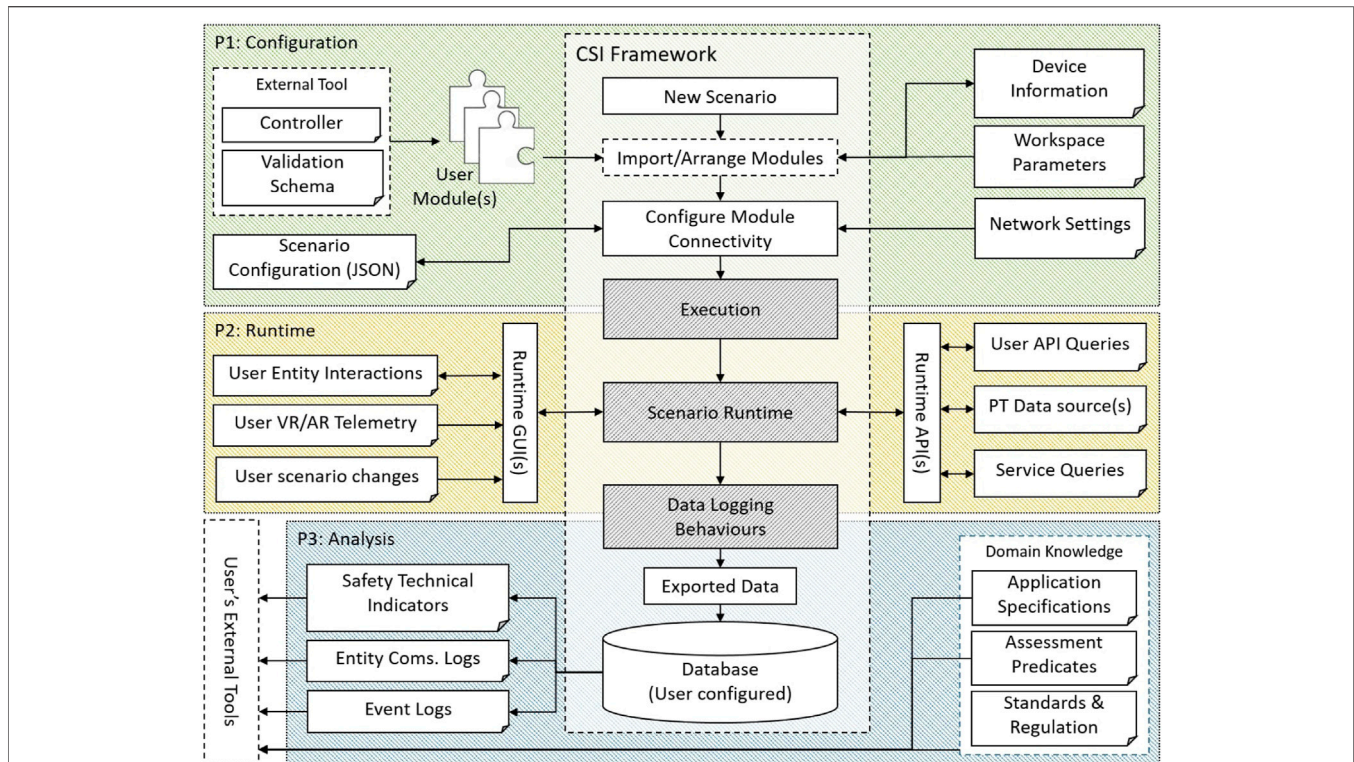 P1: Configuration
External Tool
Controller
Validation
Schema
User
Module(s)
Scenario
Configuration (JSON)
CSI Framework
New Scenario
Import/Arrange Modules
Configure Module
Connectivity
Execution
Device
Information
Workspace
Parameters
Network Settings
P2: Runtime
User Entity Interactions
User VR/AR Telemetry
User scenario changes
Runtime GUI(s)
Scenario Runtime
Data Logging
Behaviours
Runtime API(s)
User API Queries
PT Data source(s)
Service Queries
User's External Tools
P3: Analysis
Safety Technical
Indicators
Entity Coms. Logs
Event Logs
Exported Data
Database
(User configured)
Domain Knowledge
Application
Specifications
Assessment
Predicates
Standards &
Regulation